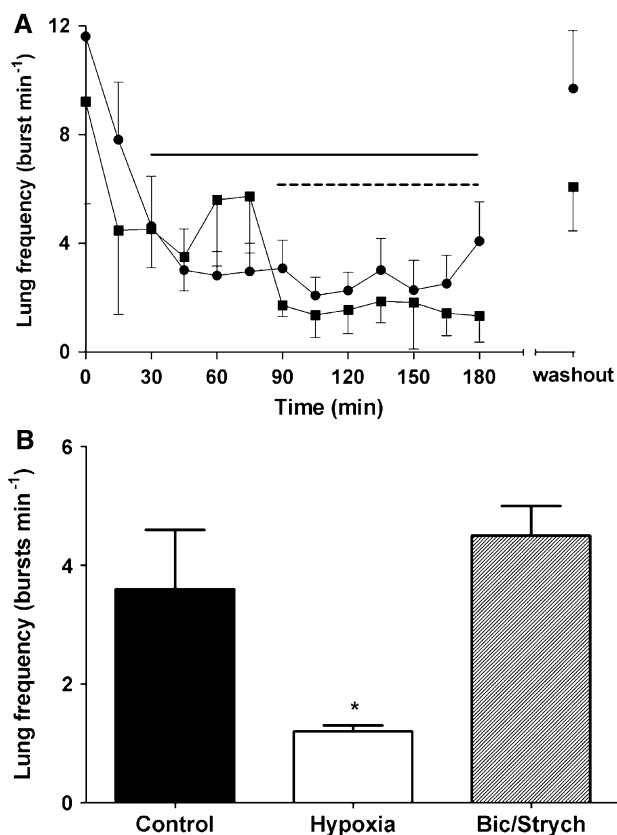 A
Lung frequency (burst min-1)
12
8
4
0
0 30 60 90 120 150 180 washout
Time (min)
B
Lung frequency (bursts min-1)
6
4
2
0
*
Control Hypoxia Bic/Strych